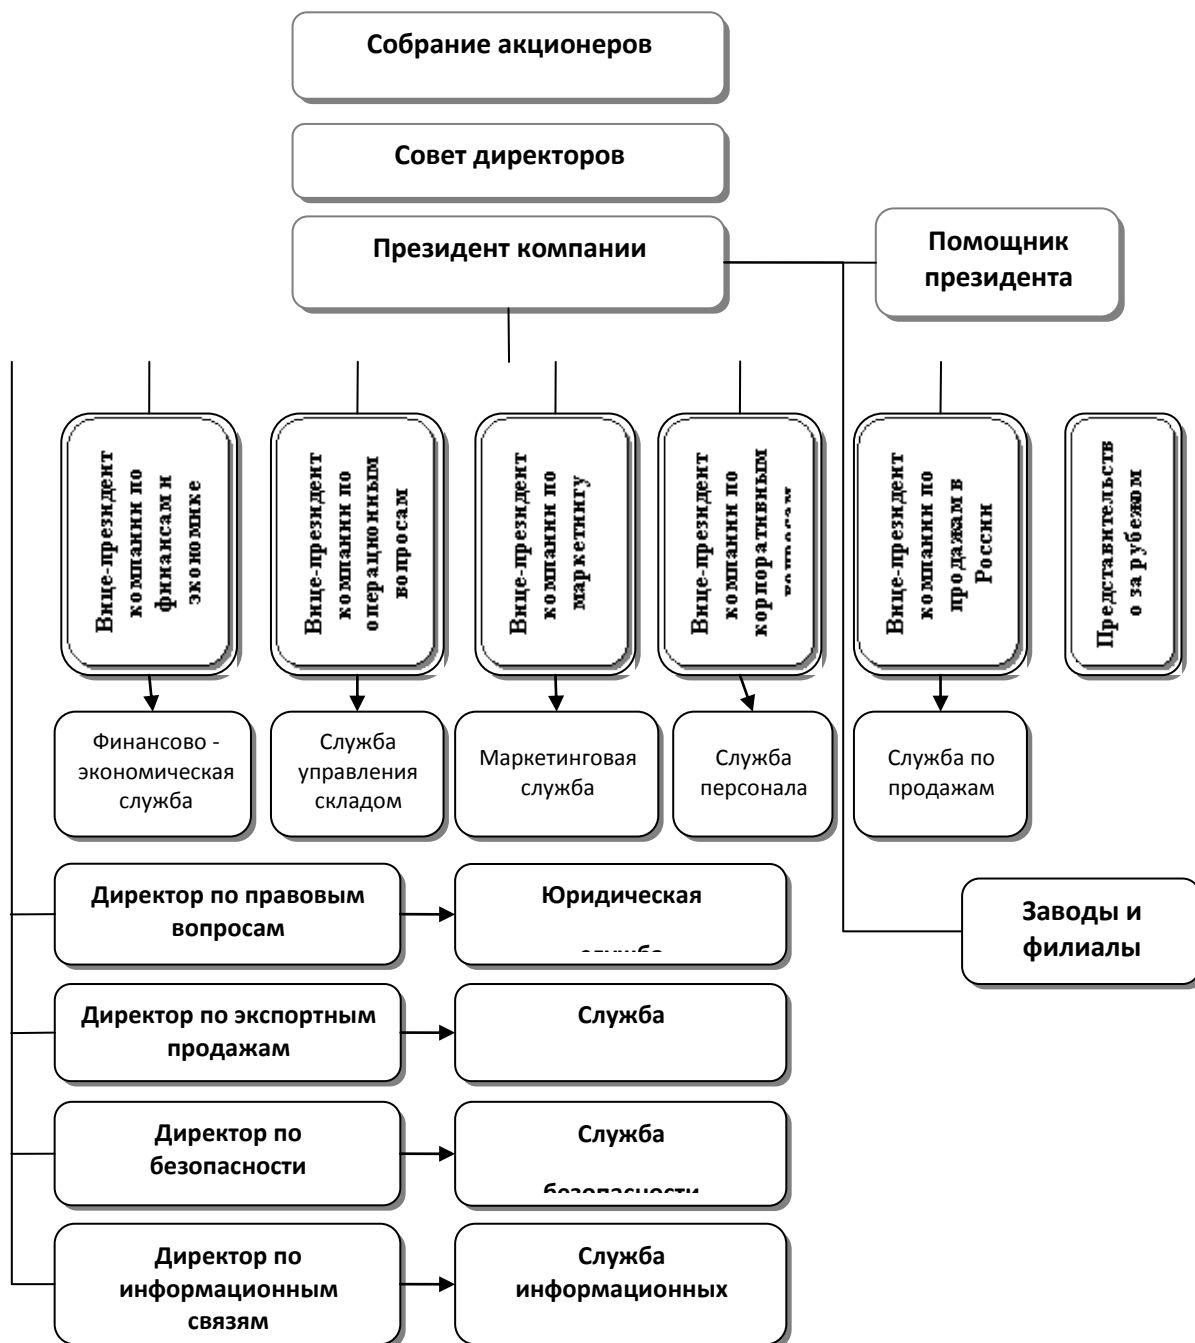 Собрание акционеров
Совет директоров
Президент компании
Помощник
президента
Вице-президент
компании по
финансам и
экономике
Вице-президент
компании по
операционным
вопросам
Вице-президент
компании по
маркетингу
Вице-президент
компании по
корпоративным
вопросам
Вице-президент
компании по
продажам в
России
Представительств
о за рубежом
Финансово -
экономическая
служба
Служба
управления
складом
Маркетинговая
служба
Служба
персонала
Служба по
продажам
Директор по правовым
вопросам
Юридическая
служба
Заводы и
филиалы
Директор по экспортным
продажам
Служба
Директор по
безопасности
Служба
безопасности
Директор по
информационным
связям
Служба
информационных